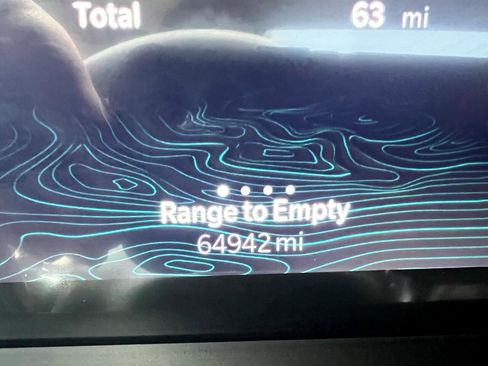 Total 63 mi
Range to Empty
64942 mi